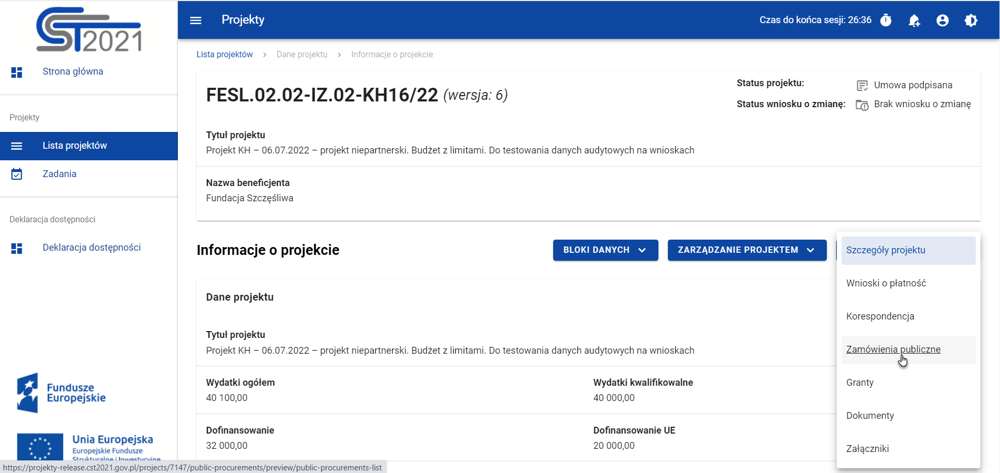 CST2021
Strona główna
Projekty
Lista projektów
Zadania
Deklaracja dostępności
Deklaracja dostępności
Fundusze
Europejskie
Unia Europejska
Europejskie Fundusze
Strukturalne i Inwestycyjne
Projekty
Czas do końca sesji: 26:36
Lista projektów > Dane projektu > Informacje o projekcie
FESL.02.02-IZ.02-KH16/22 (wersja: 6)
Status projektu: Umowa podpisana
Status wniosku o zmianę: Brak wniosku o zmianę
Tytuł projektu
Projekt KH – 06.07.2022 – projekt niepartnerski. Budżet z limitami. Do testowania danych audytowych na wnioskach
Nazwa beneficjenta
Fundacja Szczęśliwa
Informacje o projekcie
BLOKI DANYCH
ZARZĄDZANIE PROJEKTEM
Szczegóły projektu
Wnioski o płatność
Korespondencja
Zamówienia publiczne
Granty
Dokumenty
Załączniki
Dane projektu
Tytuł projektu
Projekt KH – 06.07.2022 – projekt niepartnerski. Budżet z limitami. Do testowania danych audytowych na wnioskach
Wydatki ogółem
40 100,00
Wydatki kwalifikowalne
40 000,00
Dofinansowanie
32 000,00
Dofinansowanie UE
20 000,00
https://projekty-release.cst2021.gov.pl/projects/7147/public-procurements/preview/public-procurements-list